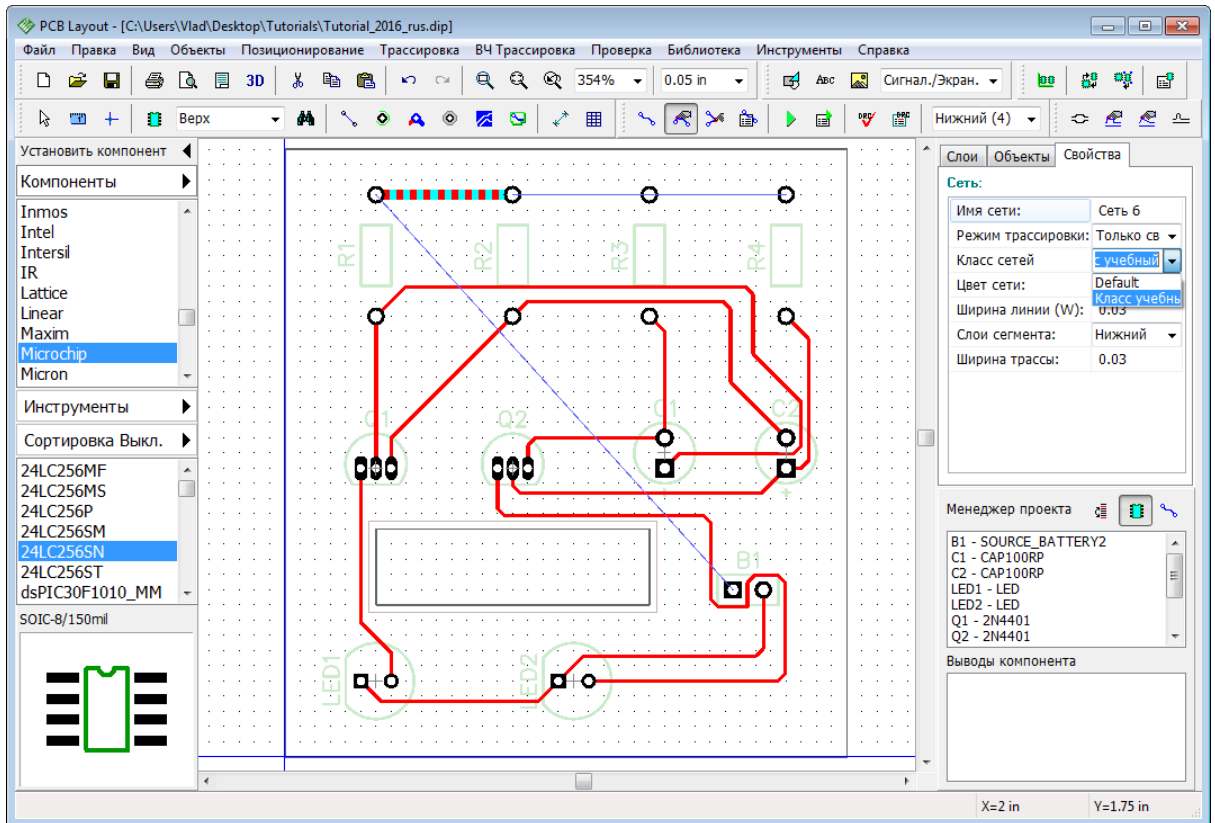 PCB Layout - [C:\Users\Vlad\Desktop\Tutorials\Tutorial_2016_rus.dip]
Файл Правка Вид Объекты Позиционирование Трассировка ВЧ Трассировка Проверка Библиотека Инструменты Справка
3D 354% 0.05 in ABC Сигнал./Экран.
Верх DRC DRC Нижний (4)
Установить компонент
Компоненты
Inmos
Intel
Intersil
IR
Lattice
Linear
Maxim
Microchip
Micron
Инструменты
Сортировка Выкл.
24LC256MF
24LC256MS
24LC256P
24LC256SM
24LC256SN
24LC256ST
dsPIC30F1010_MM
SOIC-8/150mil
R1 R2 R3 R4
Q1 Q2 C1 C2
+ +
B1
LED1 LED2
Слои Объекты Свойства
Сеть:
Имя сети: Сеть 6
Режим трассировки: Только св
Класс сетей с учебный
Default
Цвет сети:
Класс учебнь
Ширина линии (W): 0.03
Слои сегмента: Нижний
Ширина трассы: 0.03
Менеджер проекта
B1 - SOURCE_BATTERY2
C1 - CAP100RP
C2 - CAP100RP
LED1 - LED
LED2 - LED
Q1 - 2N4401
Q2 - 2N4401
Выводы компонента
X=2 in Y=1.75 in